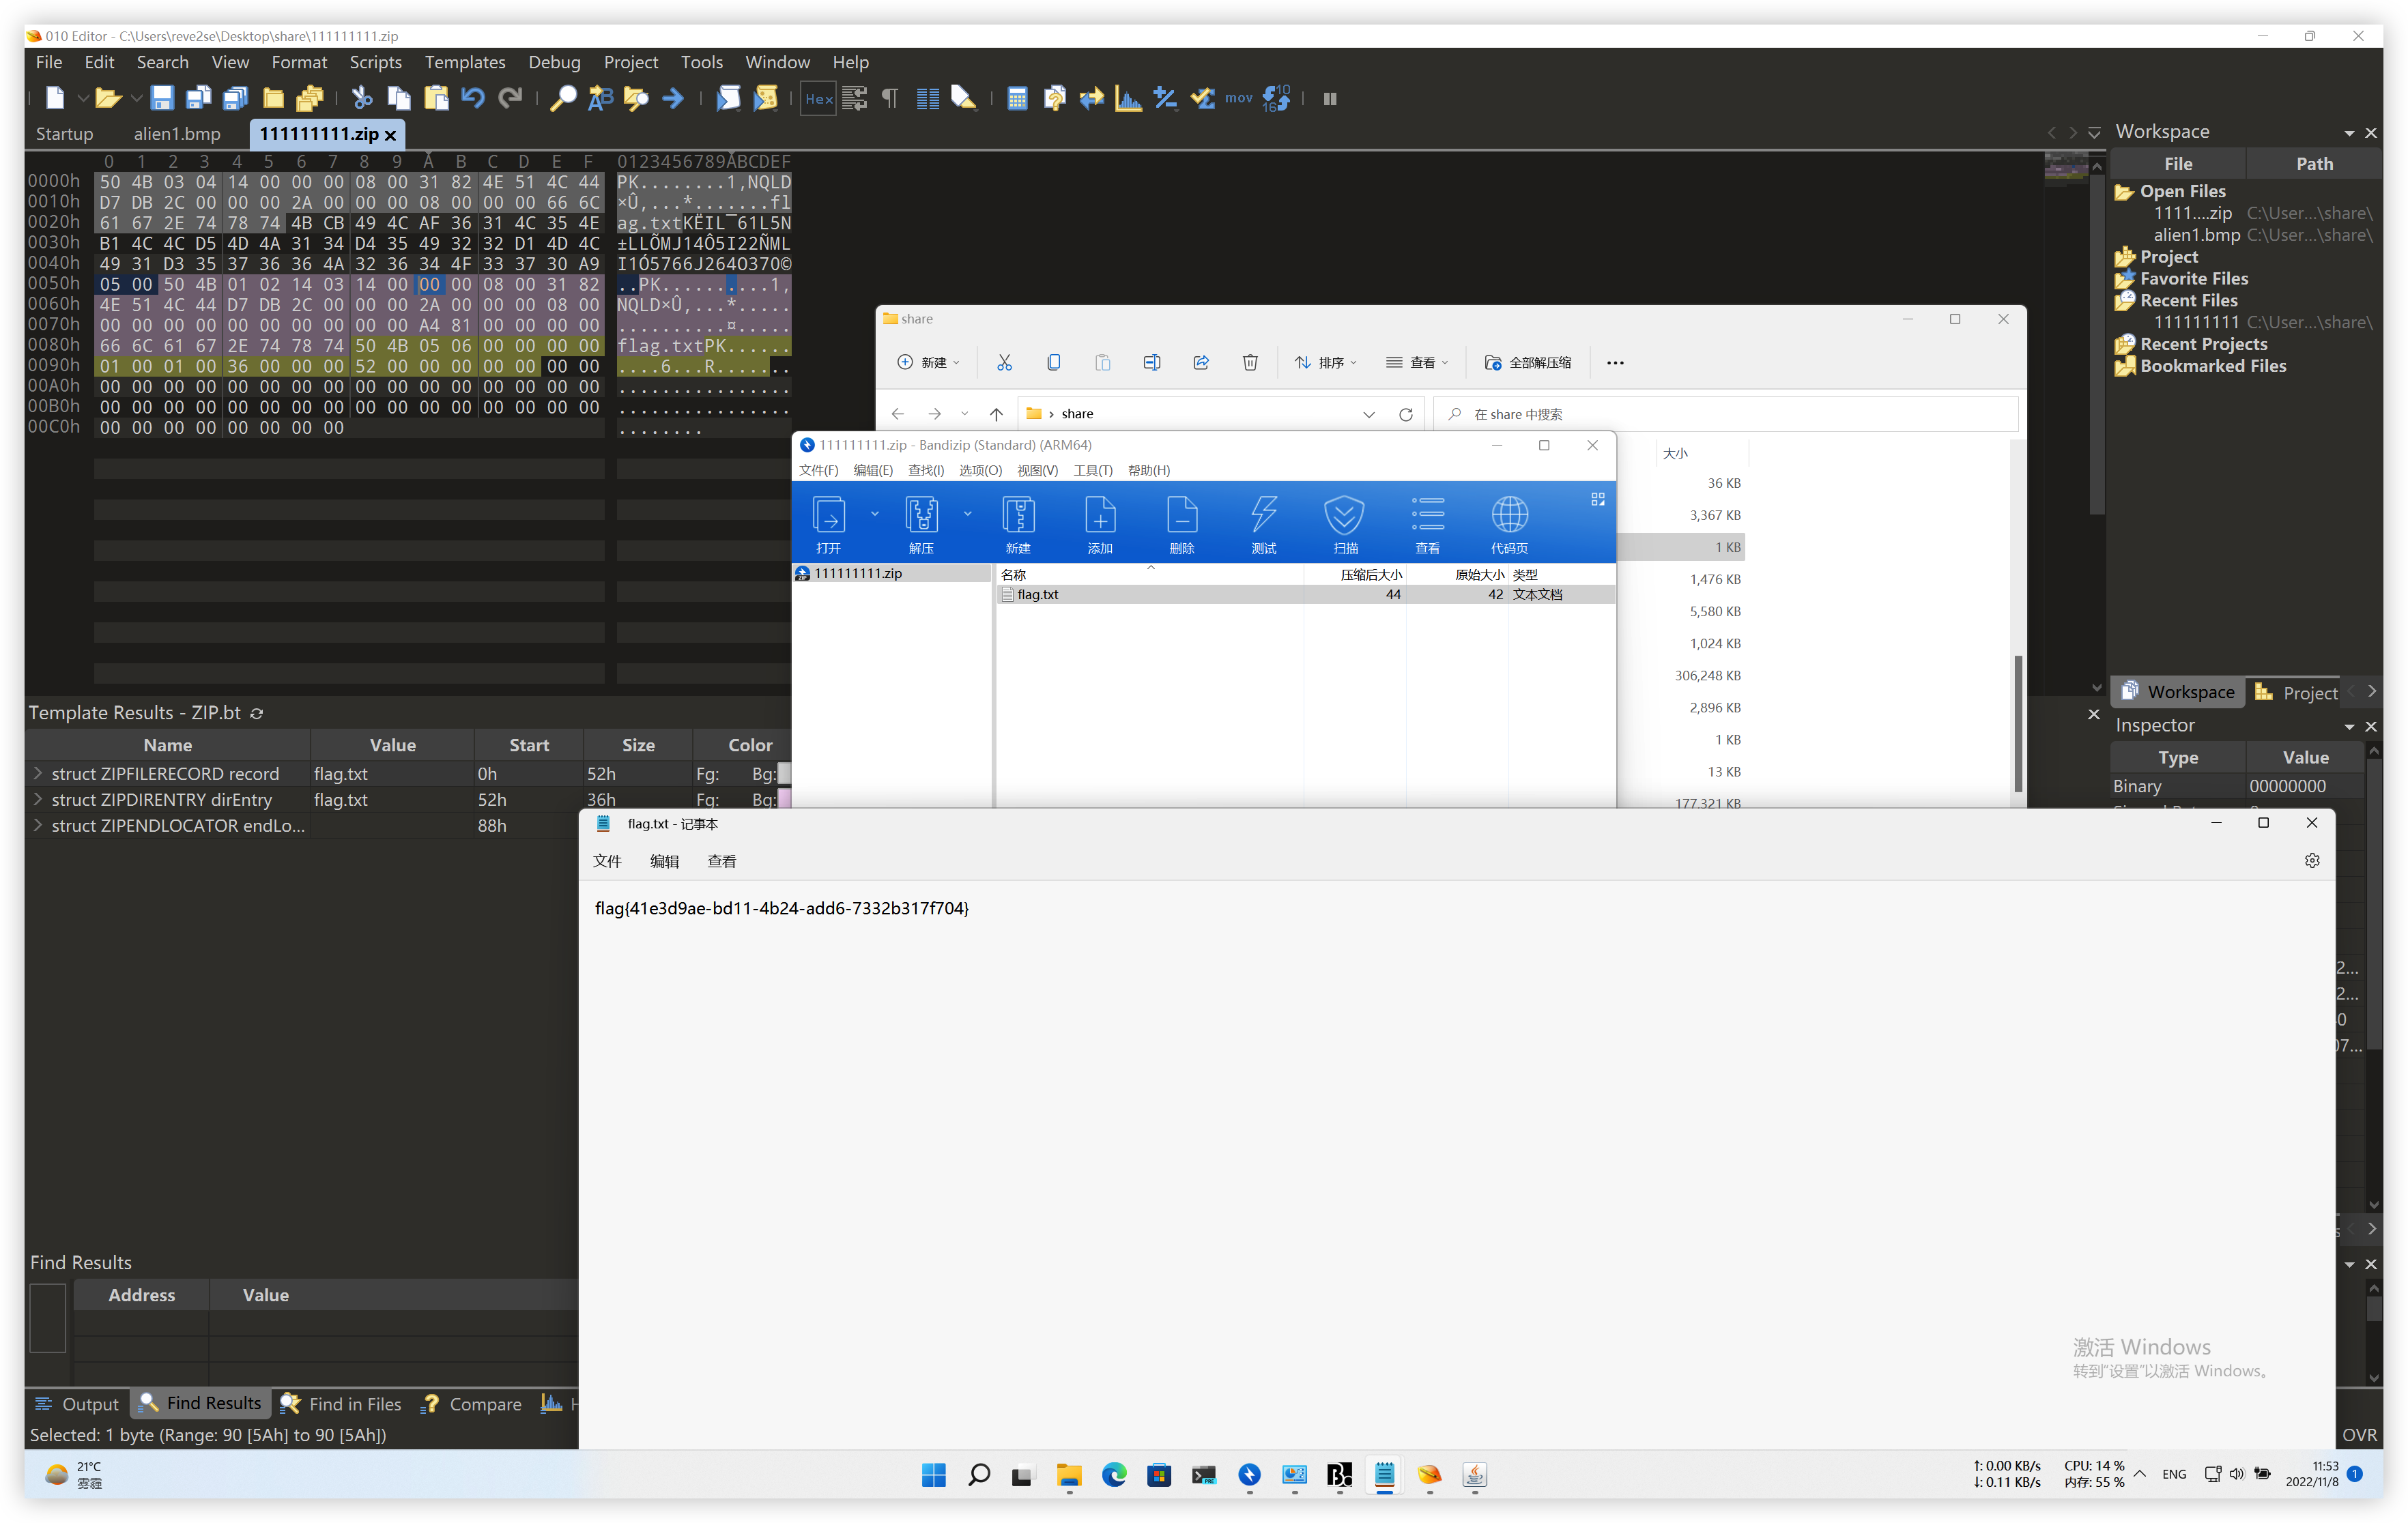 010 Editor - C:\Users\reve2se\Desktop\share\111111111.zip
File Edit Search View Format Scripts Templates Debug Project Tools Window Help
Hex mov
Startup alien1.bmp 111111111.zip
0 1 2 3 4 5 6 7 8 9 A B C D E F 0123456789ABCDEF
0000h 50 4B 03 04 14 00 00 00 08 00 31 82 4E 51 4C 44 PK........1‚NQLD
0010h D7 DB 2C 00 00 00 2A 00 00 00 08 00 00 00 66 6C ×Û,...*.......fl
0020h 61 67 2E 74 78 74 4B CB 49 4C AF 36 31 4C 35 4E ag.txtKËIL¯61L5N
0030h B1 4C 4C D5 4D 4A 31 34 D4 35 49 32 32 D1 4D 4C ±LLÕMJ14Ô5I22ÑML
0040h 49 31 D3 35 37 36 36 4A 32 36 34 4F 33 37 30 A9 I1Ó5766J264O370©
0050h 05 00 50 4B 01 02 14 03 14 00 00 00 08 00 31 82 ..PK..........1‚
0060h 4E 51 4C 44 D7 DB 2C 00 00 00 2A 00 00 00 08 00 NQLD×Û,...*.....
0070h 00 00 00 00 00 00 00 00 00 00 A4 81 00 00 00 00 ..........¤.....
0080h 66 6C 61 67 2E 74 78 74 50 4B 05 06 00 00 00 00 flag.txtPK......
0090h 01 00 01 00 36 00 00 00 52 00 00 00 00 00 00 00 ....6...R.......
00A0h 00 00 00 00 00 00 00 00 00 00 00 00 00 00 00 00 ................
00B0h 00 00 00 00 00 00 00 00 00 00 00 00 00 00 00 00 ................
00C0h 00 00 00 00 00 00 00 00 ........
Workspace
File Path
Open Files
1111....zip C:\User...\share\
alien1.bmp C:\User...\share\
Project
Favorite Files
Recent Files
111111111 C:\User...\share\
Recent Projects
Bookmarked Files
Workspace Project
Inspector
Type Value
Binary 00000000
share
新建 排序 查看 全部解压缩
share 在 share 中搜索
大小
36 KB
3,367 KB
1 KB
1,476 KB
5,580 KB
1,024 KB
306,248 KB
2,896 KB
1 KB
13 KB
177,321 KB
111111111.zip - Bandizip (Standard) (ARM64)
文件(F) 编辑(E) 查找(I) 选项(O) 视图(V) 工具(T) 帮助(H)
打开 解压 新建 添加 删除 测试 扫描 查看 代码页
111111111.zip
名称 压缩后大小 原始大小 类型
flag.txt 44 42 文本文档
Template Results - ZIP.bt
Name Value Start Size Color
struct ZIPFILERECORD record flag.txt 0h 52h Fg: Bg:
struct ZIPDIRENTRY dirEntry flag.txt 52h 36h Fg: Bg:
struct ZIPENDLOCATOR endLo... 88h
flag.txt - 记事本
文件 编辑 查看
flag{41e3d9ae-bd11-4b24-add6-7332b317f704}
2...
2...
Find Results
Address Value
激活 Windows
转到"设置"以激活 Windows。
Output Find Results Find in Files Compare H
Selected: 1 byte (Range: 90 [5Ah] to 90 [5Ah])
OVR
21°C
雾霾
↑: 0.00 KB/s CPU: 14 %
↓: 0.11 KB/s 内存: 55 %
ENG
11:53
2022/11/8
1